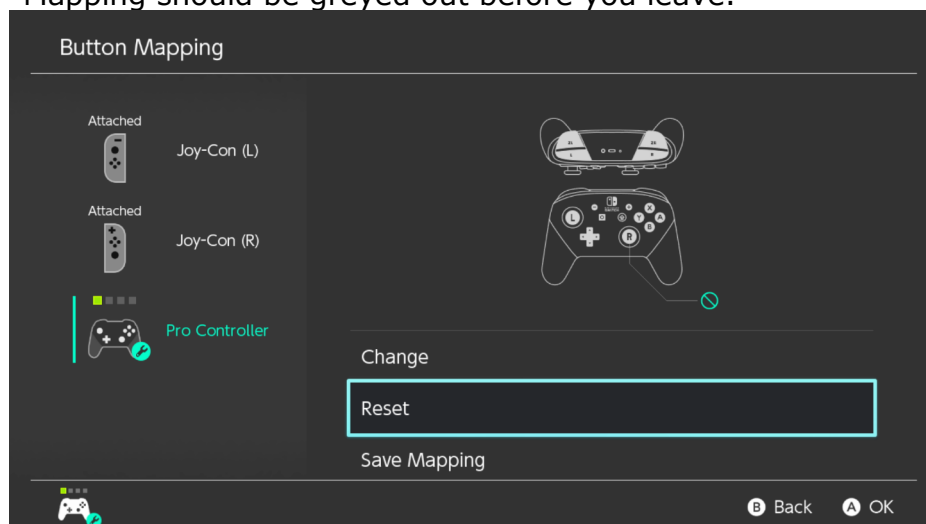 Mapping should be greyed out before you leave.
Button Mapping
Attached
Joy-Con (L)
Attached
Joy-Con (R)
Pro Controller
L
R
X
Y
A
B
Change
Reset
Save Mapping
B Back
A OK